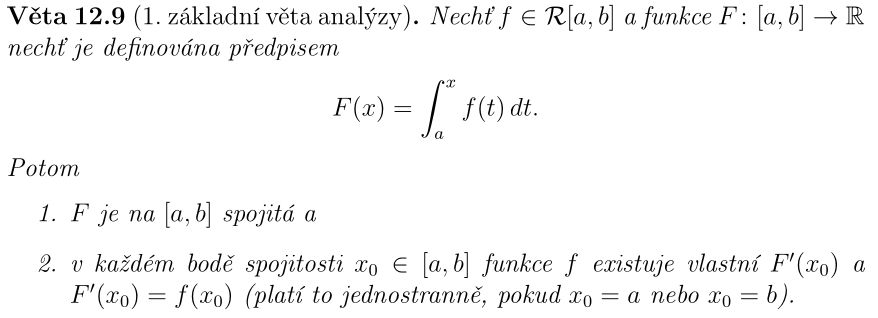 Věta 12.9 (1. základní věta analýzy). Nechť f ∈ ℛ[a, b] a funkce F : [a, b] → ℝ
nechť je definována předpisem
F(x) = ∫_a^x f(t) dt.
Potom
1. F je na [a, b] spojitá a
2. v každém bodě spojitosti x₀ ∈ [a, b] funkce f existuje vlastní F′(x₀) a
F′(x₀) = f(x₀) (platí to jednostranně, pokud x₀ = a nebo x₀ = b).